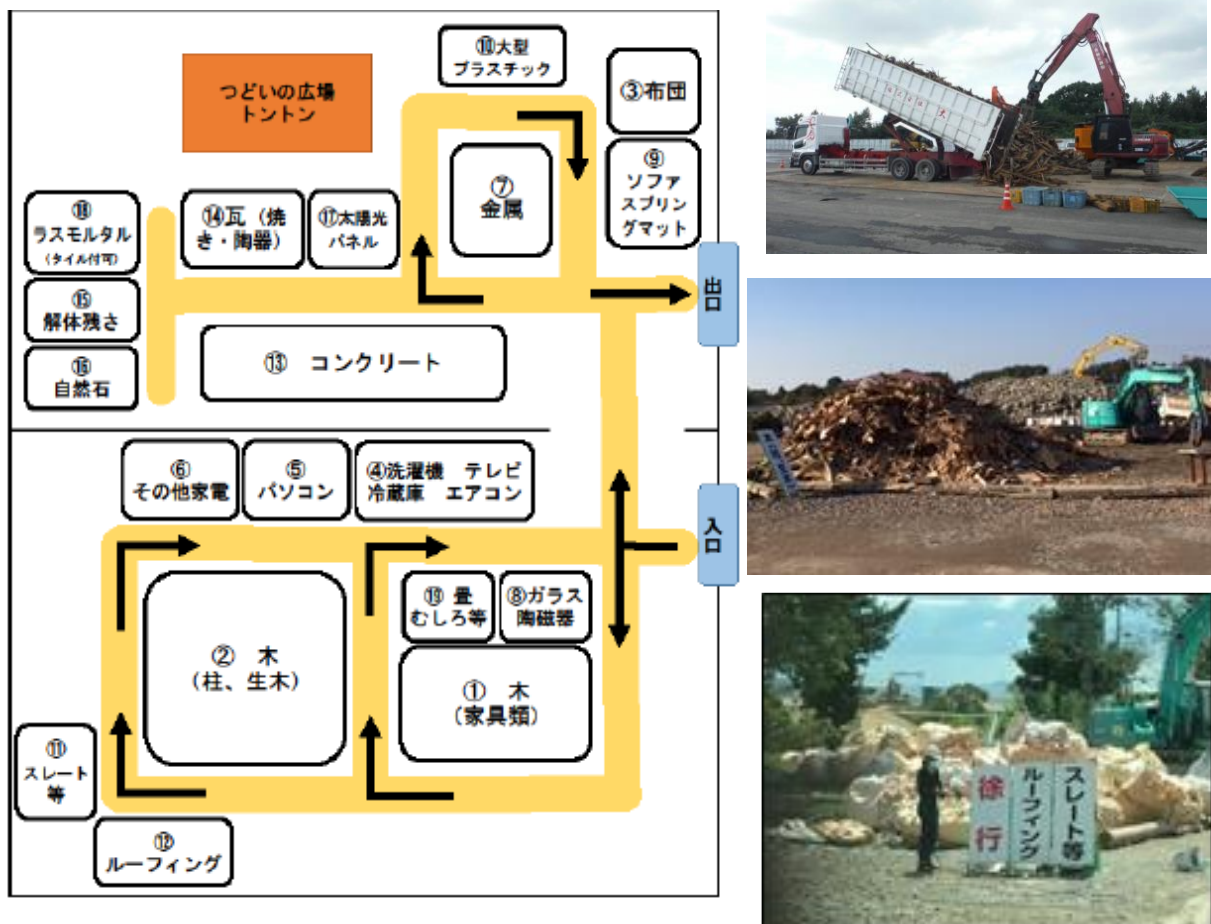 つどいの広場
トントン
⑩大型
プラスチック
③布団
⑨
ソファ
スプリン
グマット
⑦
金属
⑱
ラスモルタル
(タイル付可)
⑭瓦（焼
き・陶器）
⑰太陽光
パネル
出口
⑮
解体残さ
⑯
自然石
⑬ コンクリート
⑥
その他家電
⑤
パソコン
④洗濯機 テレビ
冷蔵庫 エアコン
入口
⑲ 畳
むしろ等
⑧ガラス
陶磁器
② 木
(柱、生木)
① 木
(家具類)
⑪
スレート
等
⑫
ルーフィング
スレート等
ルーフィング
徐行